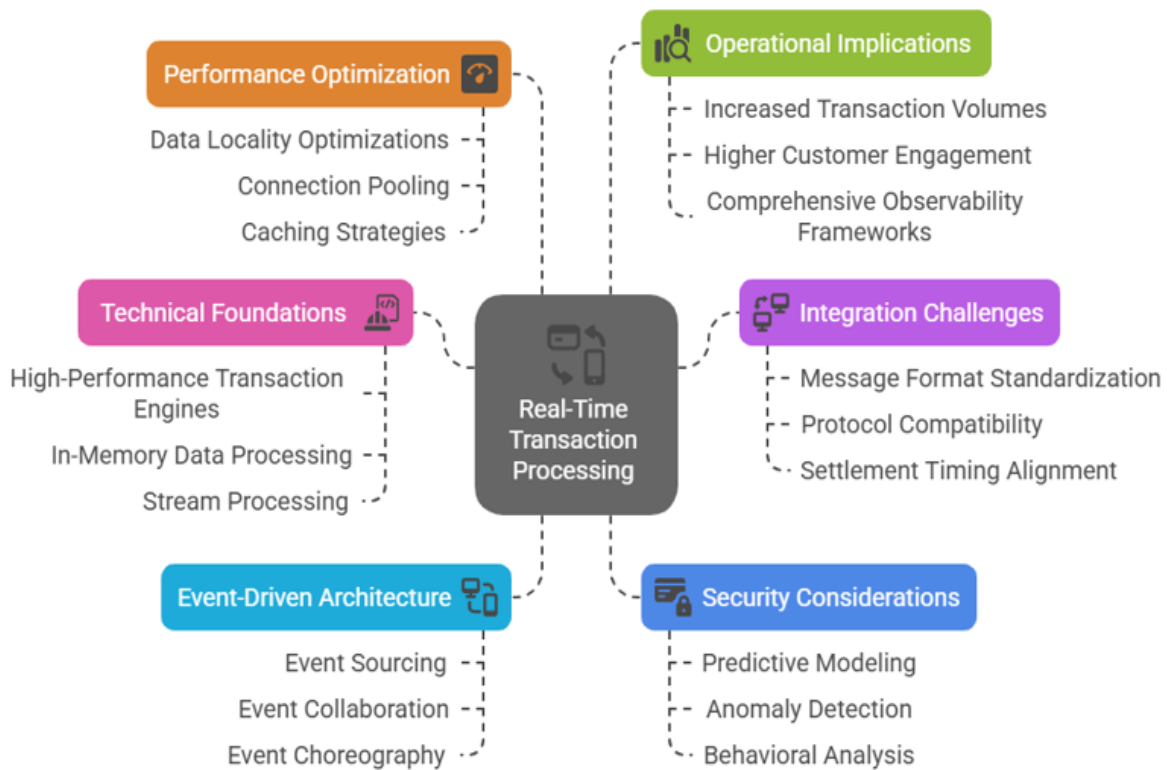 Performance Optimization
Data Locality Optimizations
Connection Pooling
Caching Strategies
Technical Foundations
High-Performance Transaction
Engines
In-Memory Data Processing
Stream Processing
Event-Driven Architecture
Event Sourcing
Event Collaboration
Event Choreography
Real-Time
Transaction
Processing
Operational Implications
Increased Transaction Volumes
Higher Customer Engagement
Comprehensive Observability
Frameworks
Integration Challenges
Message Format Standardization
Protocol Compatibility
Settlement Timing Alignment
Security Considerations
Predictive Modeling
Anomaly Detection
Behavioral Analysis